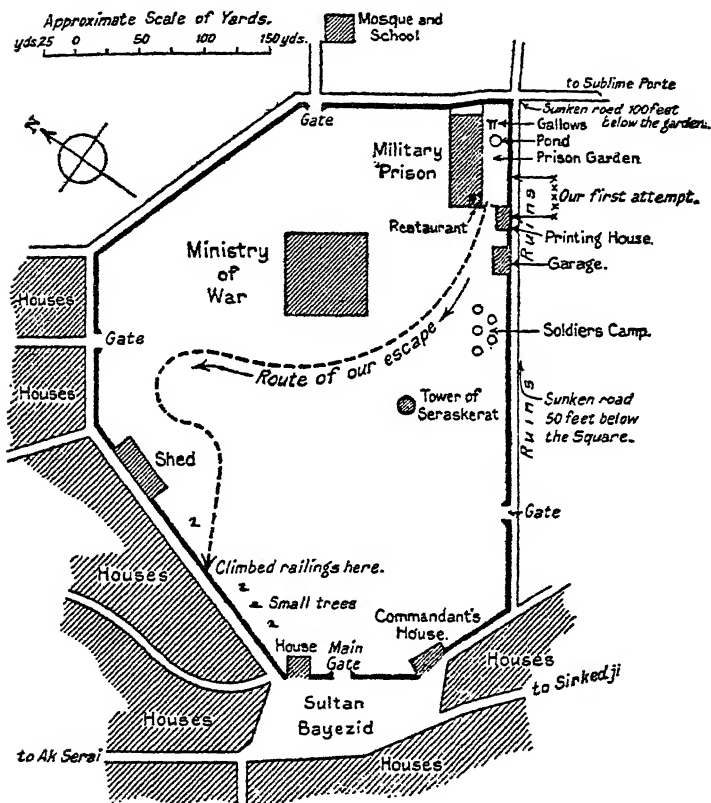 Approximate Scale of Yards.
yds.25 0 50 100 150 yds.
Mosque and
School
to Sublime Porte
Gate
Sunken road 100 feet
below the garden.
Gallows
Pond
Prison Garden
Military
Prison
Our first attempt.
Restaurant
Ruins
Printing House.
Garage.
Ministry
of
War
Houses
Gate
Houses
Soldiers Camp.
Route of our escape
Tower of
Seraskerat
Ruins
Sunken road
50 feet below
the Square.
Shed
Gate
Houses
Climbed railings here.
Small trees
Commandant's
House.
House
Main
Gate
Houses
to Sirkedji
Sultan
Bayezid
Houses
to Ak Serai
Houses